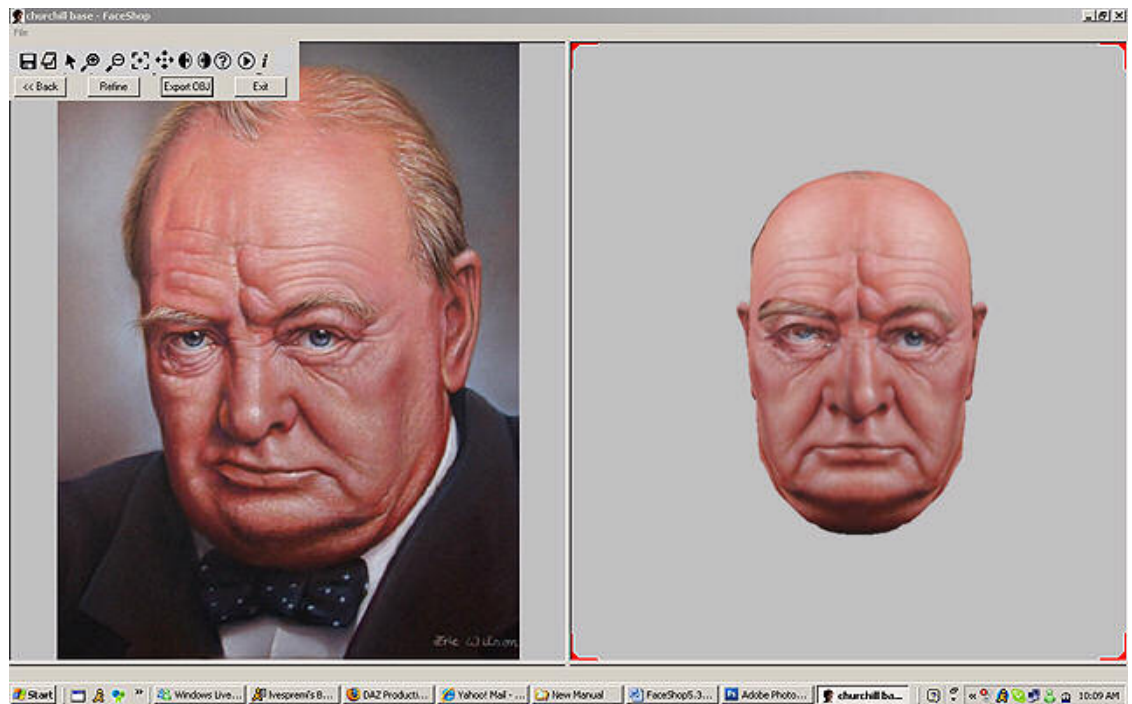 churchill base - FaceShop
File
<< Back Refine Export OBJ Exit
Eric Wilson
Start » Windows Live... Ivespremi's B... DAZ Producti... Yahoo! Mail - ... New Manual FaceShop5.3... Adobe Photo... churchill ba... « 10:09 AM